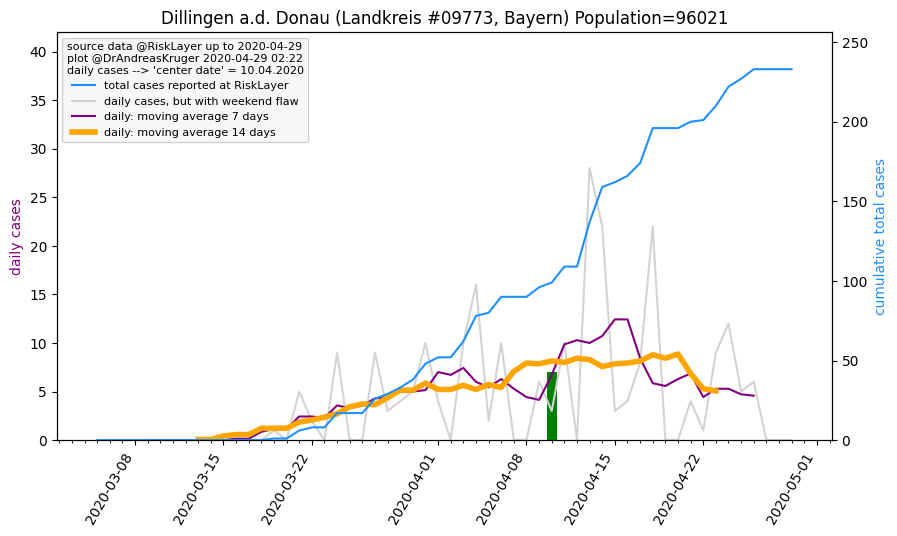 Dillingen a.d. Donau (Landkreis #09773, Bayern) Population=96021
source data @RiskLayer up to 2020-04-29
plot @DrAndreasKruger 2020-04-29 02:22
daily cases --> 'center date' = 10.04.2020
total cases reported at RiskLayer
daily cases, but with weekend flaw
daily: moving average 7 days
daily: moving average 14 days
daily cases
40
35
30
25
20
15
10
5
0
cumulative total cases
250
200
150
100
50
0
2020-03-08
2020-03-15
2020-03-22
2020-04-01
2020-04-08
2020-04-15
2020-04-22
2020-05-01